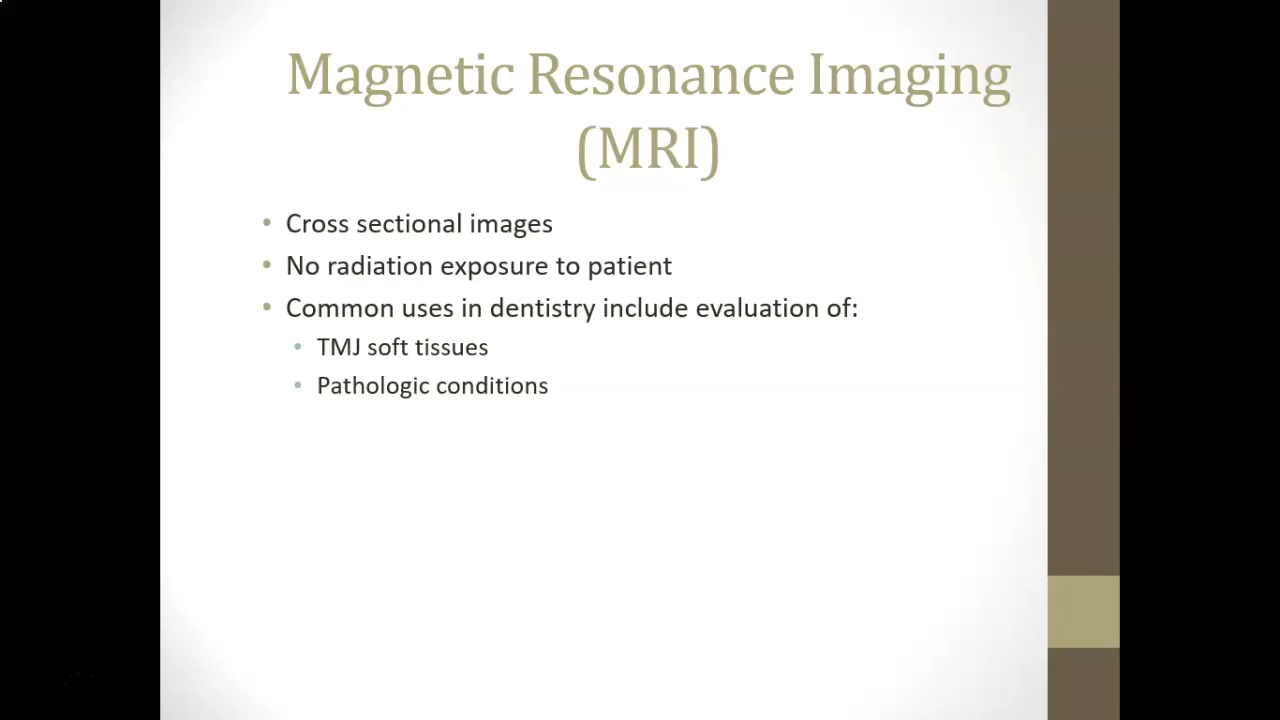 Magnetic Resonance Imaging
(MRI)
• Cross sectional images
• No radiation exposure to patient
• Common uses in dentistry include evaluation of:
• TMJ soft tissues
• Pathologic conditions